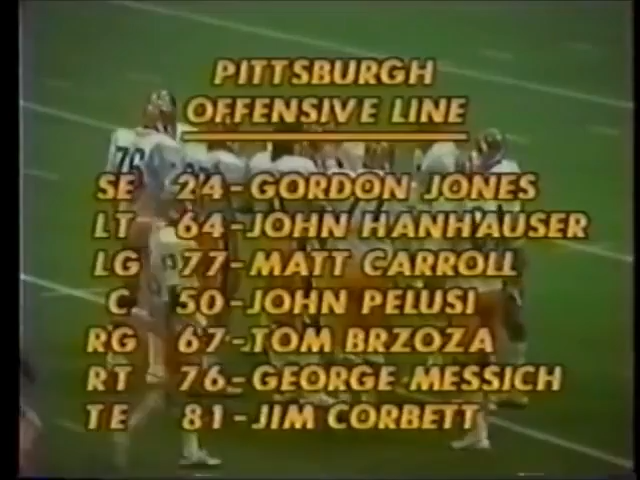 PITTSBURGH
OFFENSIVE LINE
SE 24-GORDON JONES
LT 64-JOHN HANHAUSER
LG 77-MATT CARROLL
C 50-JOHN PELUSI
RG 67-TOM BRZOZA
RT 76-GEORGE MESSICH
TE 81-JIM CORBETT
76